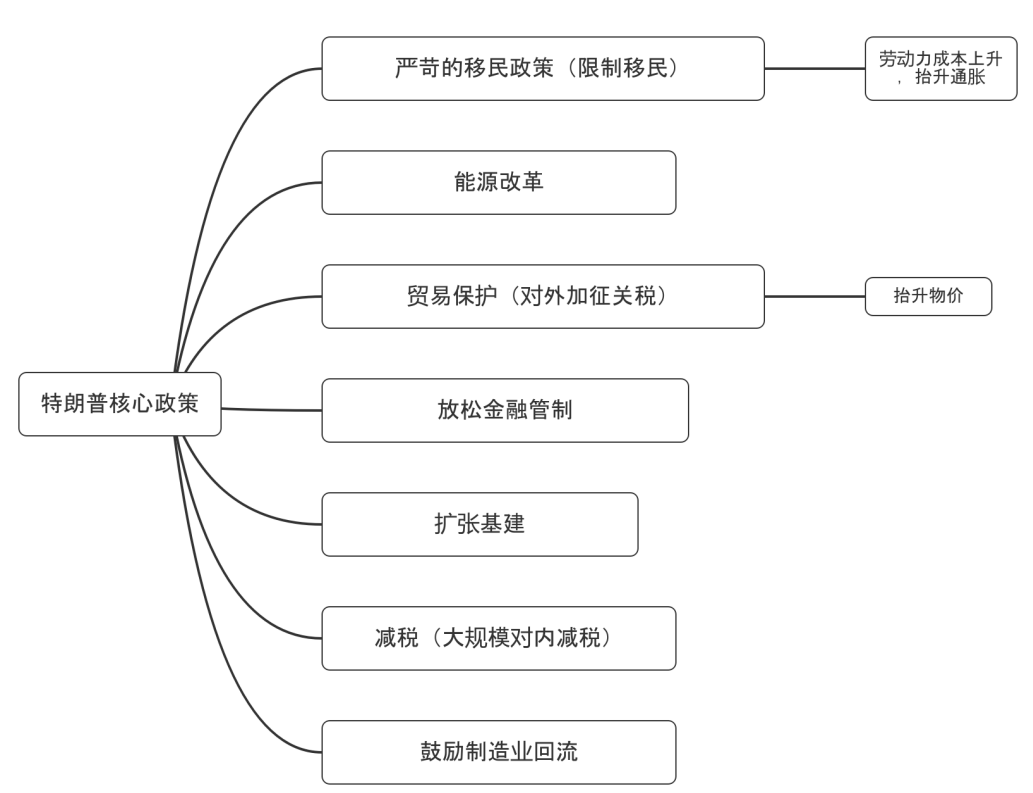 严苛的移民政策（限制移民）
劳动力成本上升
，抬升通胀
能源改革
贸易保护（对外加征关税）
抬升物价
特朗普核心政策
放松金融管制
扩张基建
减税（大规模对内减税）
鼓励制造业回流